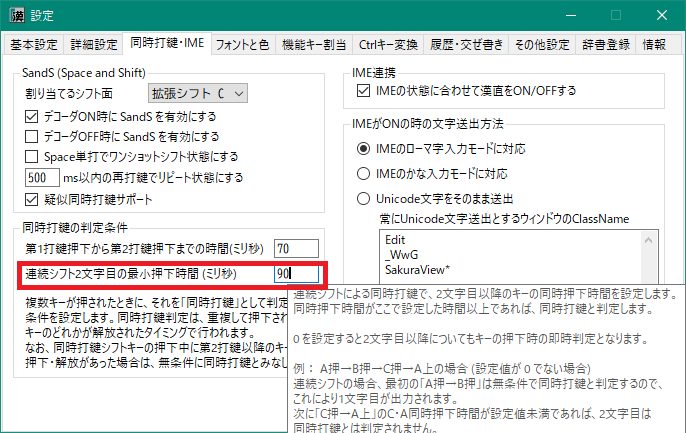 設定
基本設定 詳細設定 同時打鍵・IME フォントと色 機能キー割当 Ctrlキー変換 履歴・交ぜ書き その他設定 辞書登録 情報
SandS (Space and Shift)
割り当てるシフト面 拡張シフト C
デコーダON時に SandS を有効にする
デコーダOFF時に SandS を有効にする
Space単打でワンショットシフト状態にする
500 ms以内の再打鍵でリピート状態にする
疑似同時打鍵サポート
同時打鍵の判定条件
第1打鍵押下から第2打鍵押下までの時間(ミリ秒) 70
連続シフト2文字目の最小押下時間 (ミリ秒) 90
複数キーが押されたときに、それを「同時打鍵」として判定
条件を設定します。同時打鍵判定は、重複して押下され
キーのどれかが解放されたタイミングで行われます。
なお、同時打鍵シフトキーの押下中に第2打鍵以降のキー
押下・解放があった場合は、無条件に同時打鍵とみなし
IME連携
IMEの状態に合わせて漢直をON/OFFする
IMEがONの時の文字送出方法
IMEのローマ字入力モードに対応
IMEのかな入力モードに対応
Unicode文字をそのまま送出
常にUnicode文字送出とするウィンドウのClassName
Edit
_WwG
SakuraView*
連続シフトによる同時打鍵で、2文字目以降のキーの同時押下時間を設定します。
同時押下時間がここで設定した時間以上であれば、同時打鍵と判定します。
0 を設定すると2文字目以降についてもキーの押下時の即時判定となります。
例： A押→B押→C押→A上の場合 (設定値が 0 でない場合)
連続シフトの場合、最初の「A押→B押」は無条件で同時打鍵と判定するので、
これにより1文字目が出力されます。
次に「C押→A上」のC・A同時押下時間が設定値未満であれば、2文字目は
同時打鍵とは判定されません。